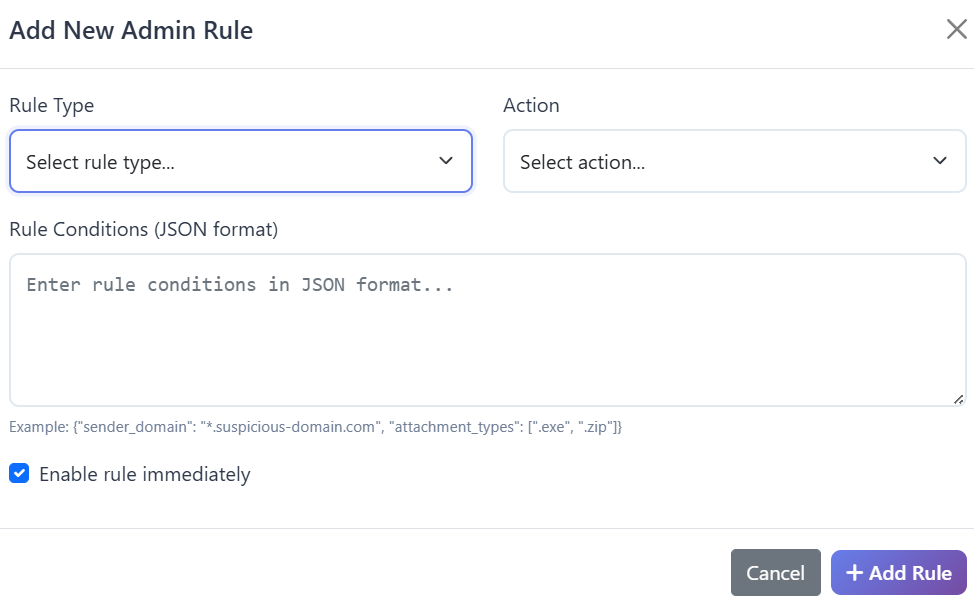 Add New Admin Rule
Rule Type
Action
Select rule type...
Select action...
Rule Conditions (JSON format)
Enter rule conditions in JSON format...
Example: {"sender_domain": "*.suspicious-domain.com", "attachment_types": [".exe", ".zip"]}
Enable rule immediately
Cancel
+ Add Rule